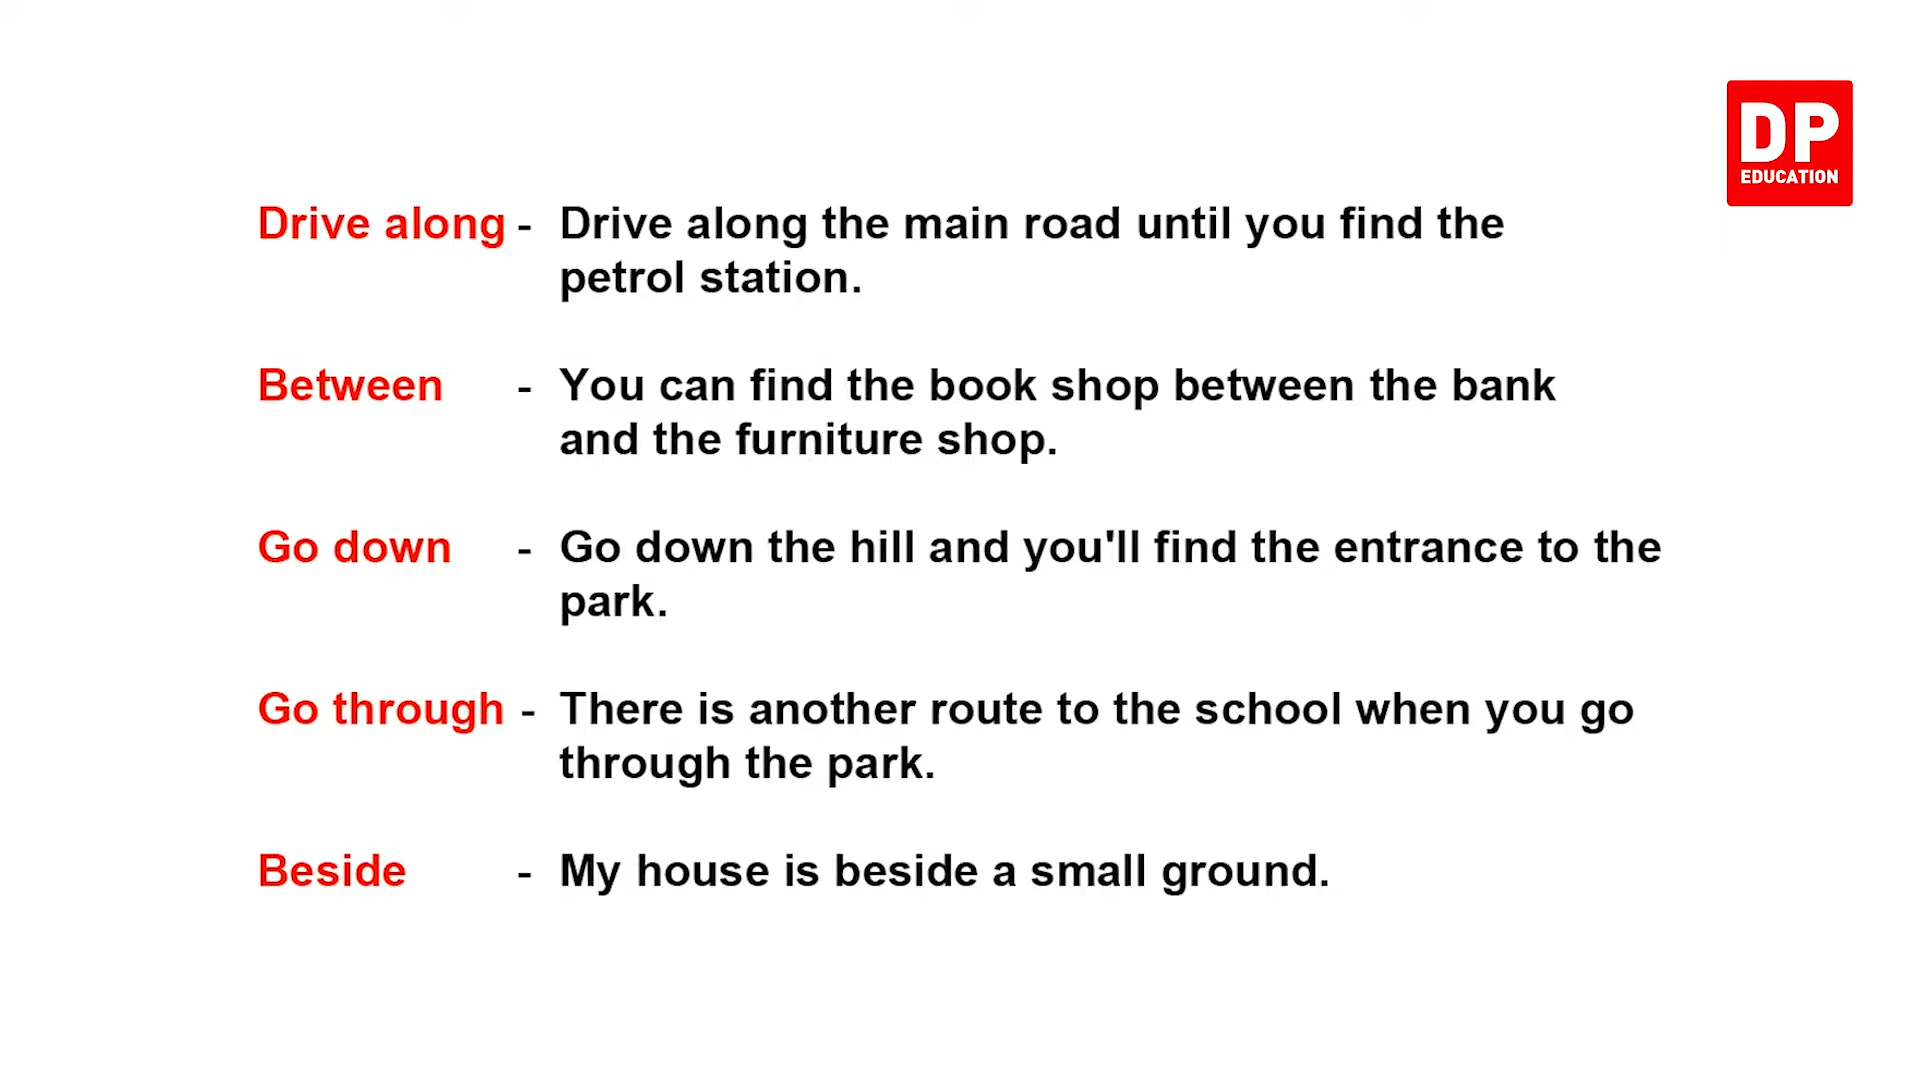 DP
EDUCATION
Drive along - Drive along the main road until you find the
petrol station.
Between - You can find the book shop between the bank
and the furniture shop.
Go down - Go down the hill and you'll find the entrance to the
park.
Go through - There is another route to the school when you go
through the park.
Beside - My house is beside a small ground.